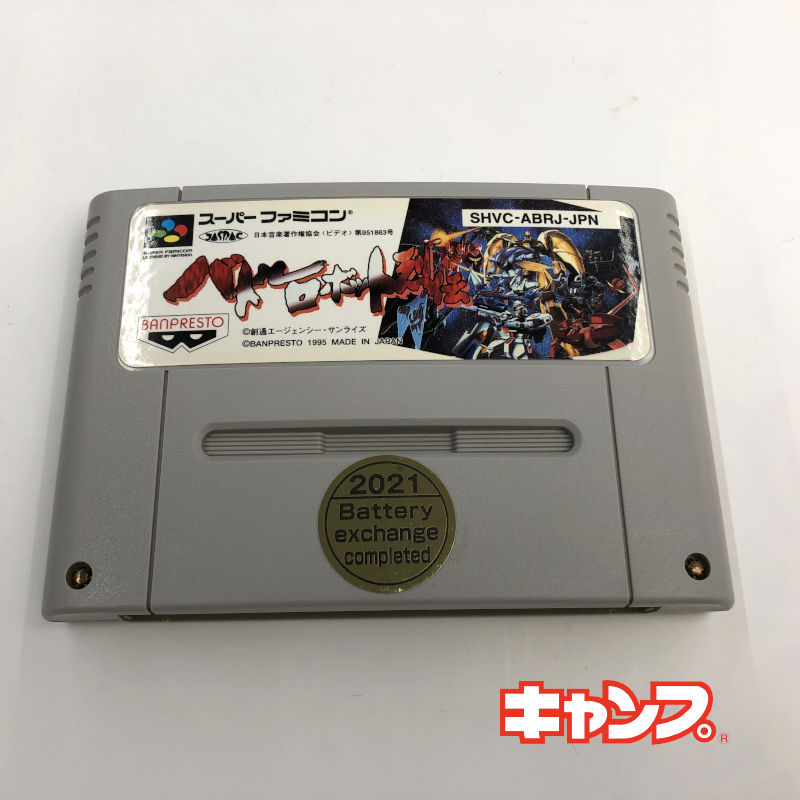 スーパーファミコン®
SHVC-ABRJ-JPN
SUPER FAMICOM
LICENSED BY NINTENDO
JASRAC
日本音楽著作権協会(ビデオ)第951863号
バトルロボット烈伝
BANPRESTO
©創通エージェンシー・サンライズ
©BANPRESTO 1995 MADE IN JAPAN
2021
Battery
exchange
completed
キャンプ。®